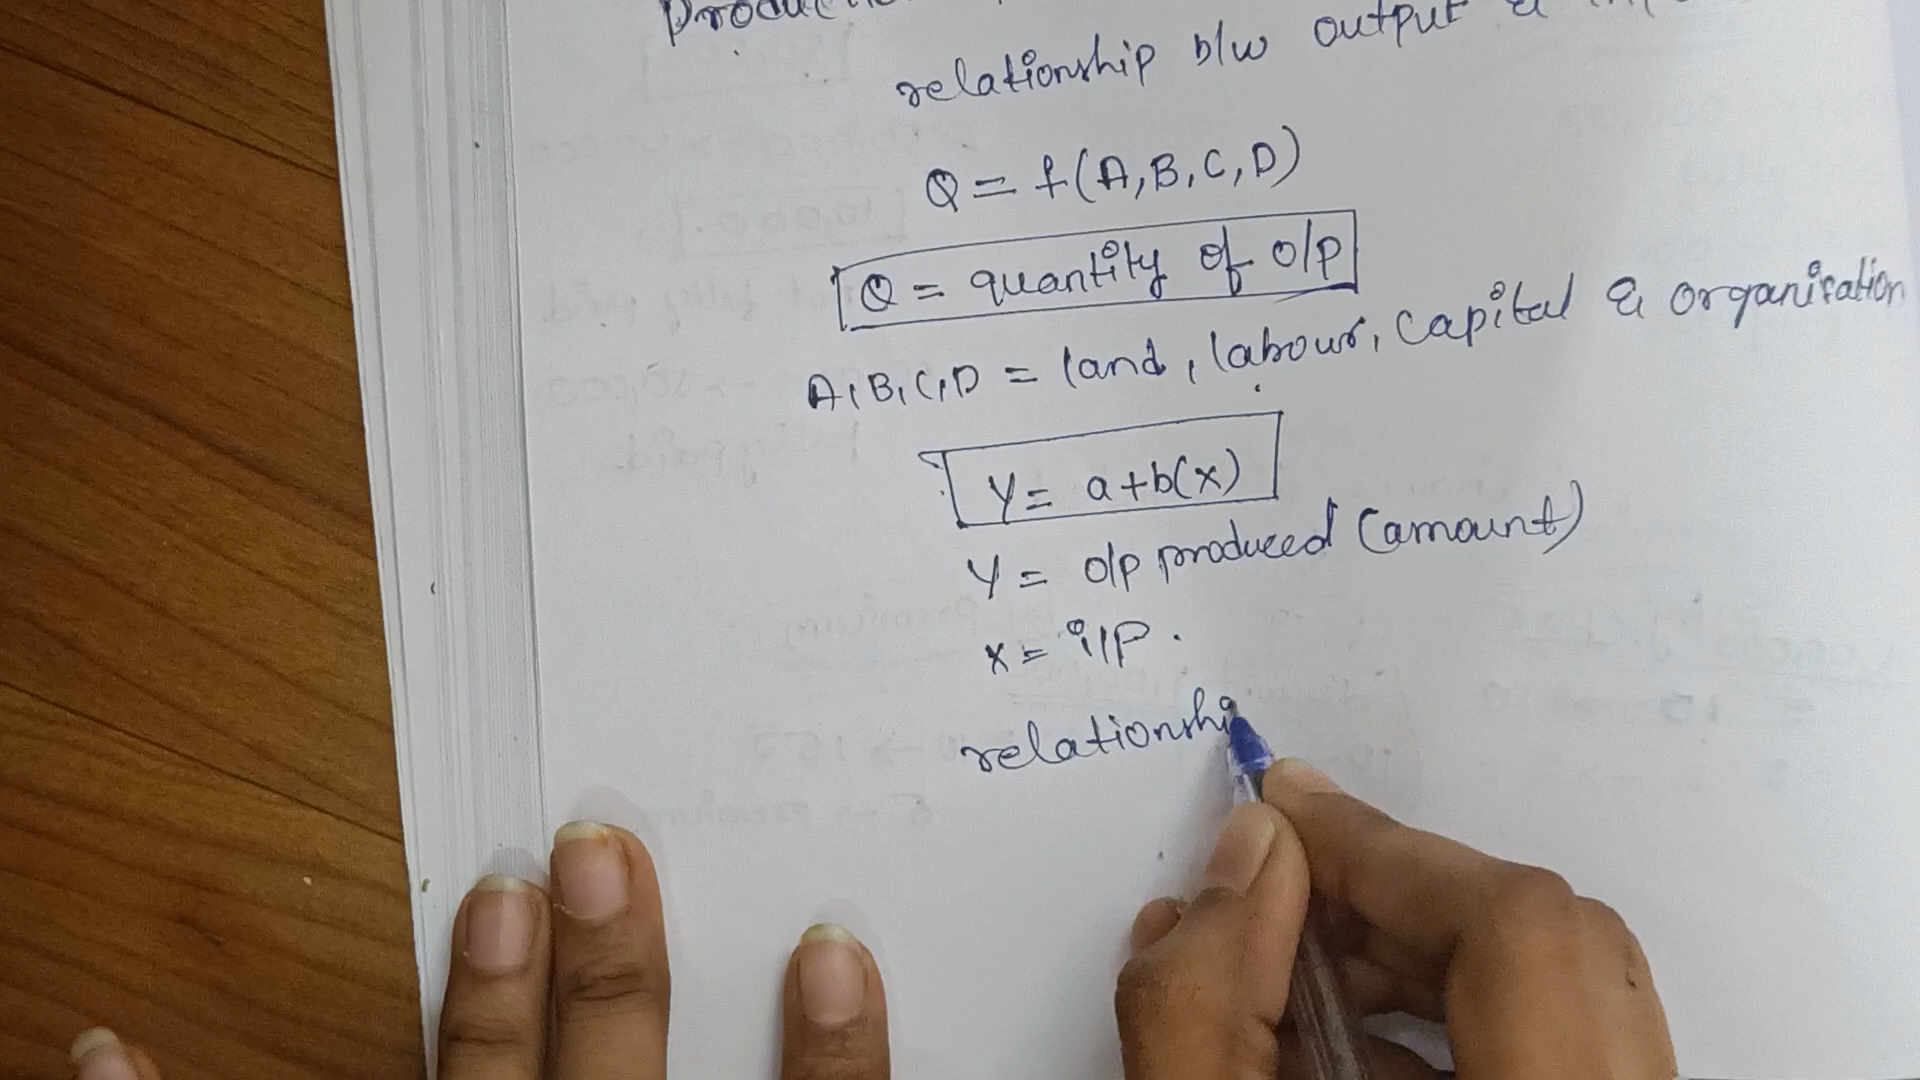 relationship b/w output &
Q = f(A,B,C,D)
Q = quantity of o/p
A,B,C,D = land, labour, capital & organisation
Y = a+b(x)
Y = o/p produced (amount)
x = i/p.
relationshi